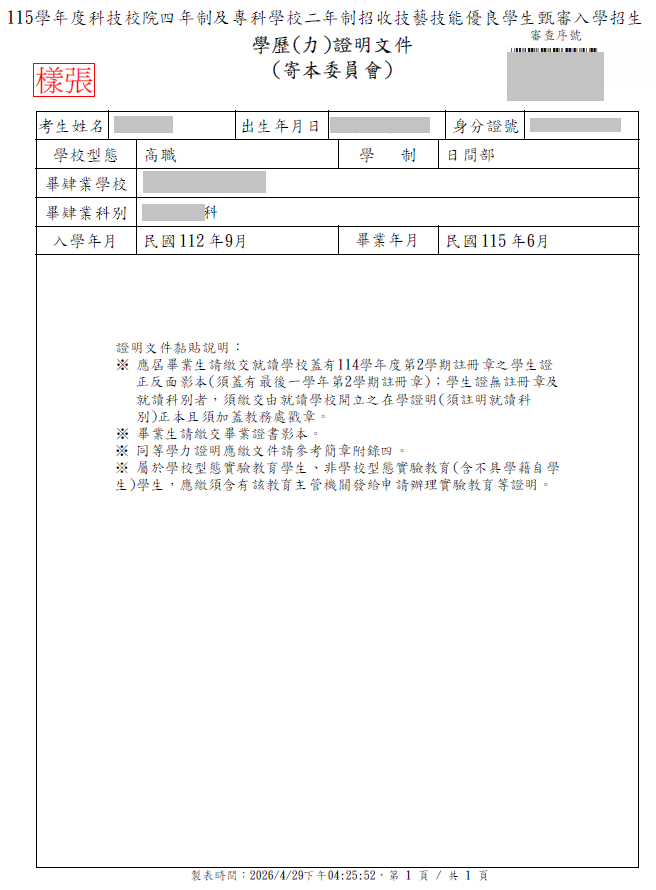 115學年度科技校院四年制及專科學校二年制招收技藝技能優良學生甄審入學招生
學歷(力)證明文件
審查序號
(寄本委員會)
樣張
考生姓名 出生年月日 身分證號
學校型態 高職 學 制 日間部
畢肄業學校
畢肄業科別 科
入學年月 民國 112 年9月 畢業年月 民國 115 年6月
證明文件黏貼說明：
※ 應屆畢業生請繳交就讀學校蓋有114學年度第2學期註冊章之學生證
正反面影本(須蓋有最後一學年第2學期註冊章)；學生證無註冊章及
就讀科別者，須繳交由就讀學校開立之在學證明(須註明就讀科
別)正本且須加蓋教務處戳章。
※ 畢業生請繳交畢業證書影本。
※ 同等學力證明應繳文件請參考簡章附錄四。
※ 屬於學校型態實驗教育學生、非學校型態實驗教育(含不具學籍自學
生)學生，應繳須含有該教育主管機關發給申請辦理實驗教育等證明。
製表時間：2026/4/29下午04:25:52，第 1 頁 / 共 1 頁